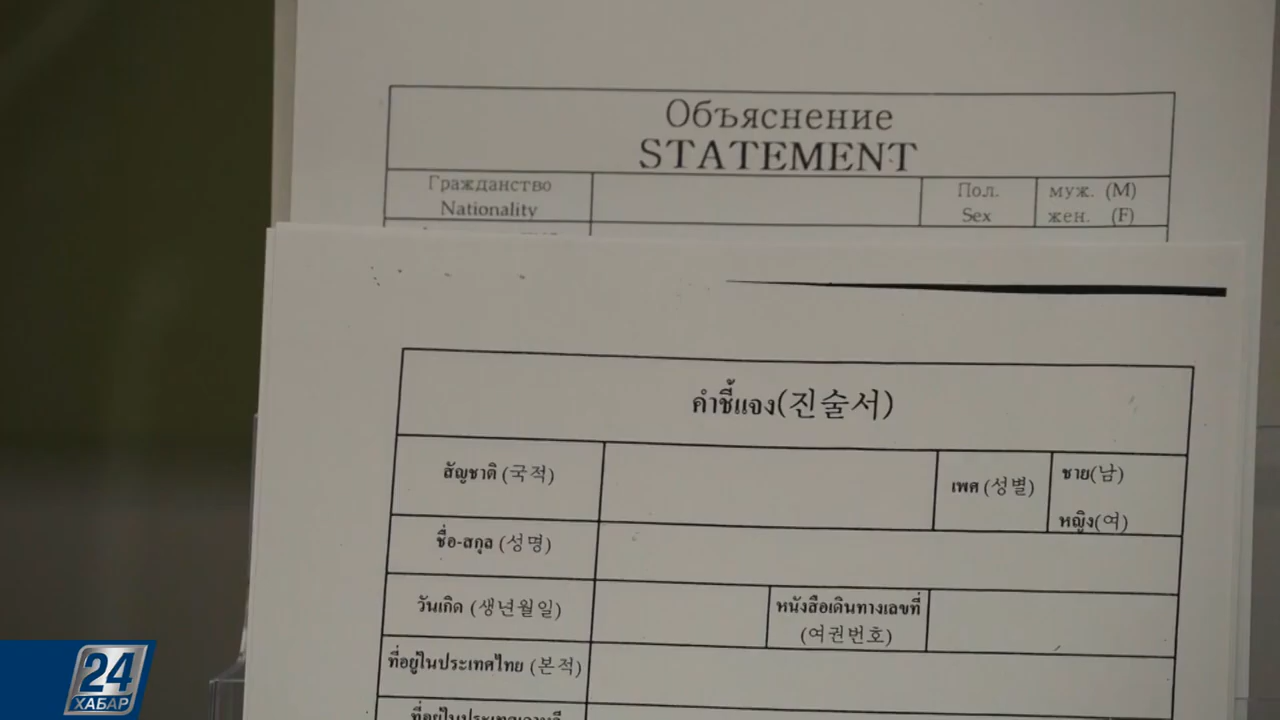 Объяснение
STATEMENT
Гражданство
Nationality
Пол.
Sex
муж. (M)
жен. (F)
คำชี้แจง(진술서)
สัญชาติ (국적)
เพศ (성별)
ชาย(남)
หญิง(여)
ชื่อ-สกุล (성명)
วันเกิด (생년월일)
หนังสือเดินทางเลขที่
(여권번호)
ที่อยู่ในประเทศไทย (본적)
24
ХАБАР